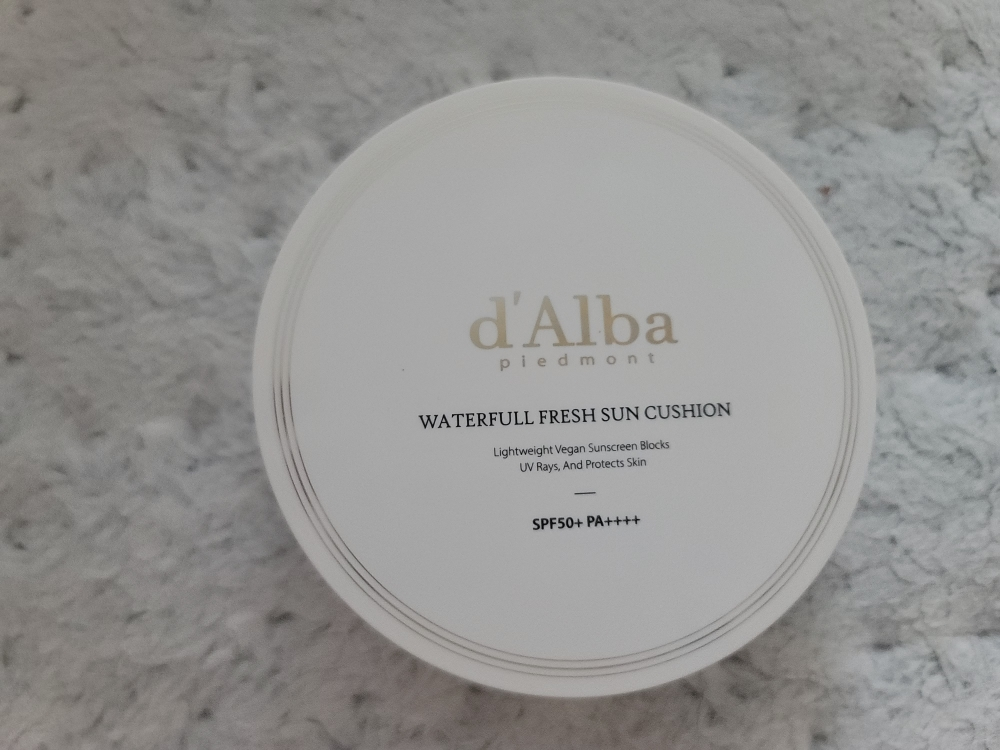 d'Alba
piedmont
WATERFULL FRESH SUN CUSHION
Lightweight Vegan Sunscreen Blocks
UV Rays, And Protects Skin
SPF50+ PA++++